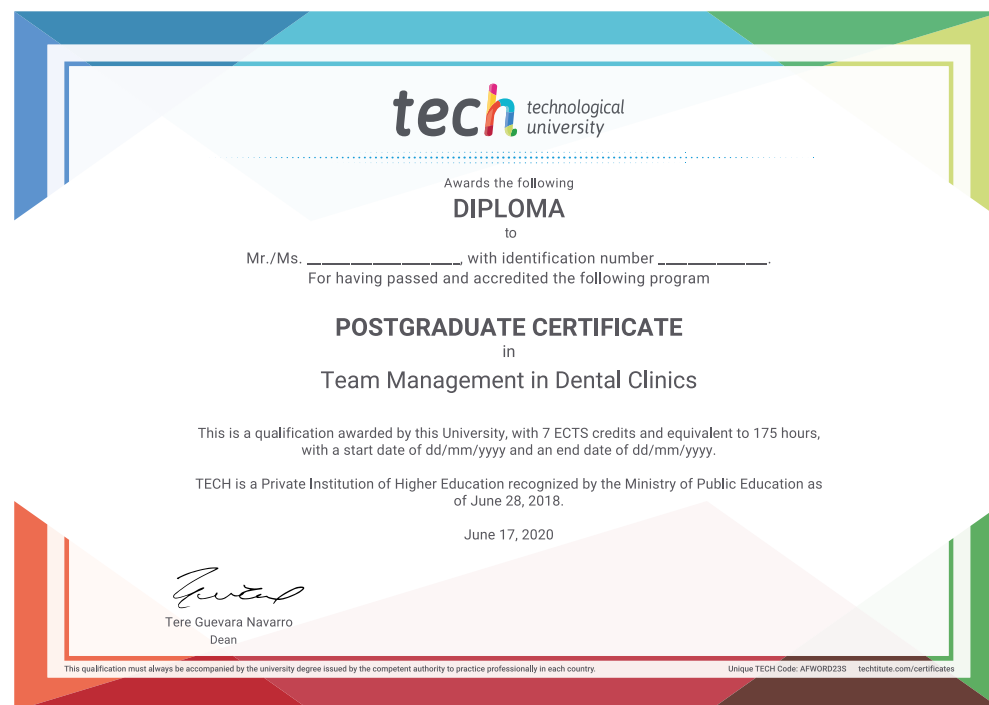 tech technological
university
Awards the following
DIPLOMA
to
Mr./Ms. ____________________, with identification number ______________.
For having passed and accredited the following program
POSTGRADUATE CERTIFICATE
in
Team Management in Dental Clinics
This is a qualification awarded by this University, with 7 ECTS credits and equivalent to 175 hours,
with a start date of dd/mm/yyyy and an end date of dd/mm/yyyy.
TECH is a Private Institution of Higher Education recognized by the Ministry of Public Education as
of June 28, 2018.
June 17, 2020
Tere Guevara Navarro
Dean
This qualification must always be accompanied by the university degree issued by the competent authority to practice professionally in each country. Unique TECH Code: AFWORD23S techtitute.com/certificates